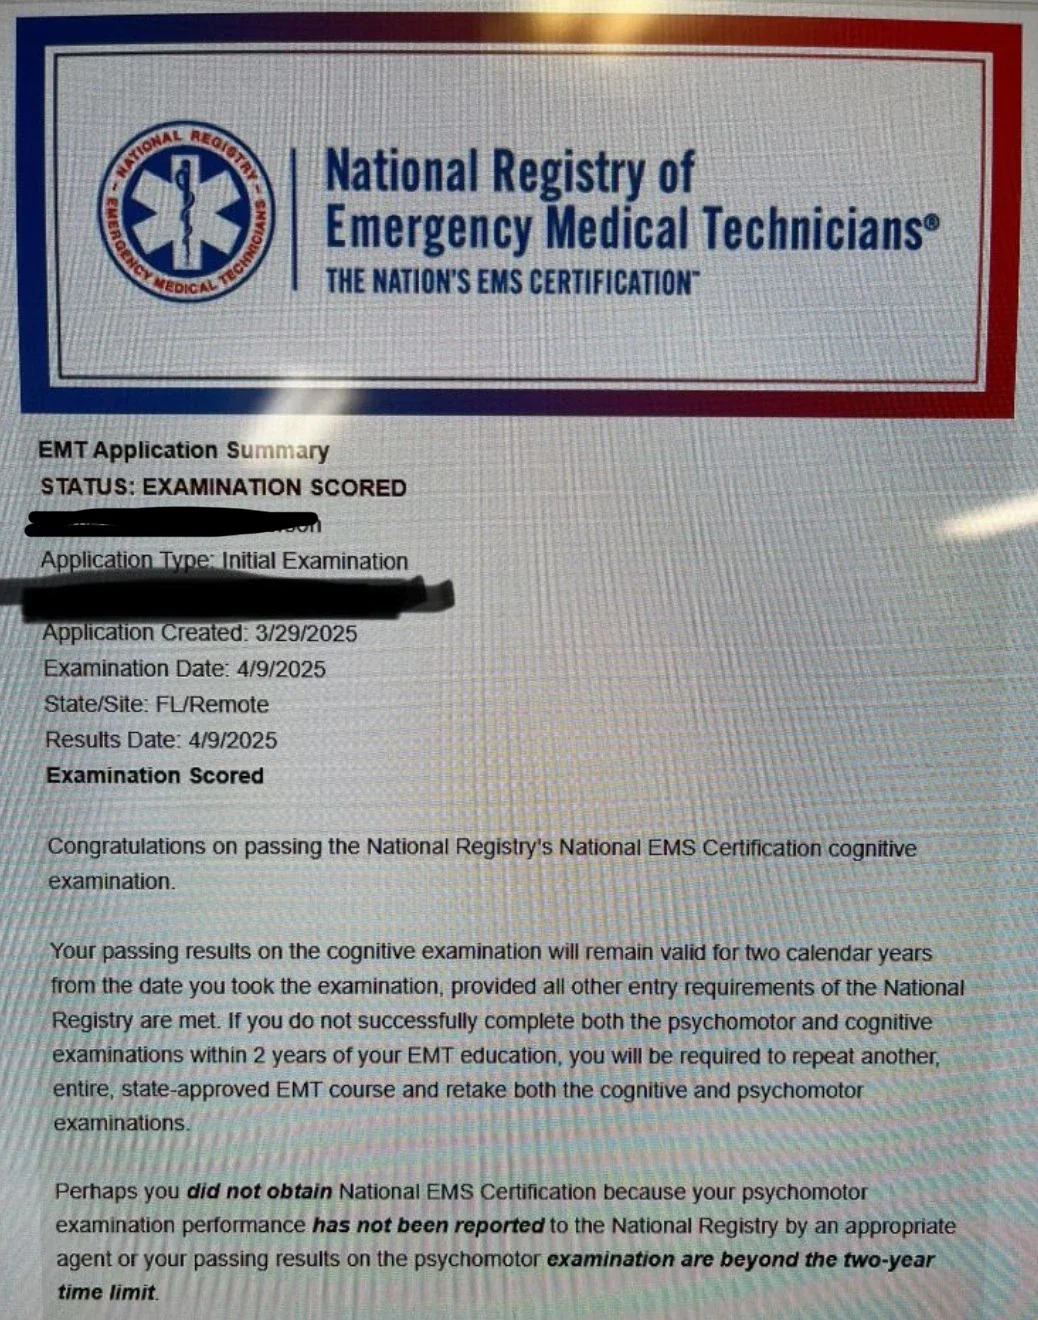 NATIONAL REGISTRY
EMERGENCY MEDICAL TECHNICIANS
National Registry of
Emergency Medical Technicians®
THE NATION'S EMS CERTIFICATION™
EMT Application Summary
STATUS: EXAMINATION SCORED
Application Type: Initial Examination
Application Created: 3/29/2025
Examination Date: 4/9/2025
State/Site: FL/Remote
Results Date: 4/9/2025
Examination Scored
Congratulations on passing the National Registry's National EMS Certification cognitive
examination.
Your passing results on the cognitive examination will remain valid for two calendar years
from the date you took the examination, provided all other entry requirements of the National
Registry are met. If you do not successfully complete both the psychomotor and cognitive
examinations within 2 years of your EMT education, you will be required to repeat another,
entire, state-approved EMT course and retake both the cognitive and psychomotor
examinations.
Perhaps you did not obtain National EMS Certification because your psychomotor
examination performance has not been reported to the National Registry by an appropriate
agent or your passing results on the psychomotor examination are beyond the two-year
time limit.